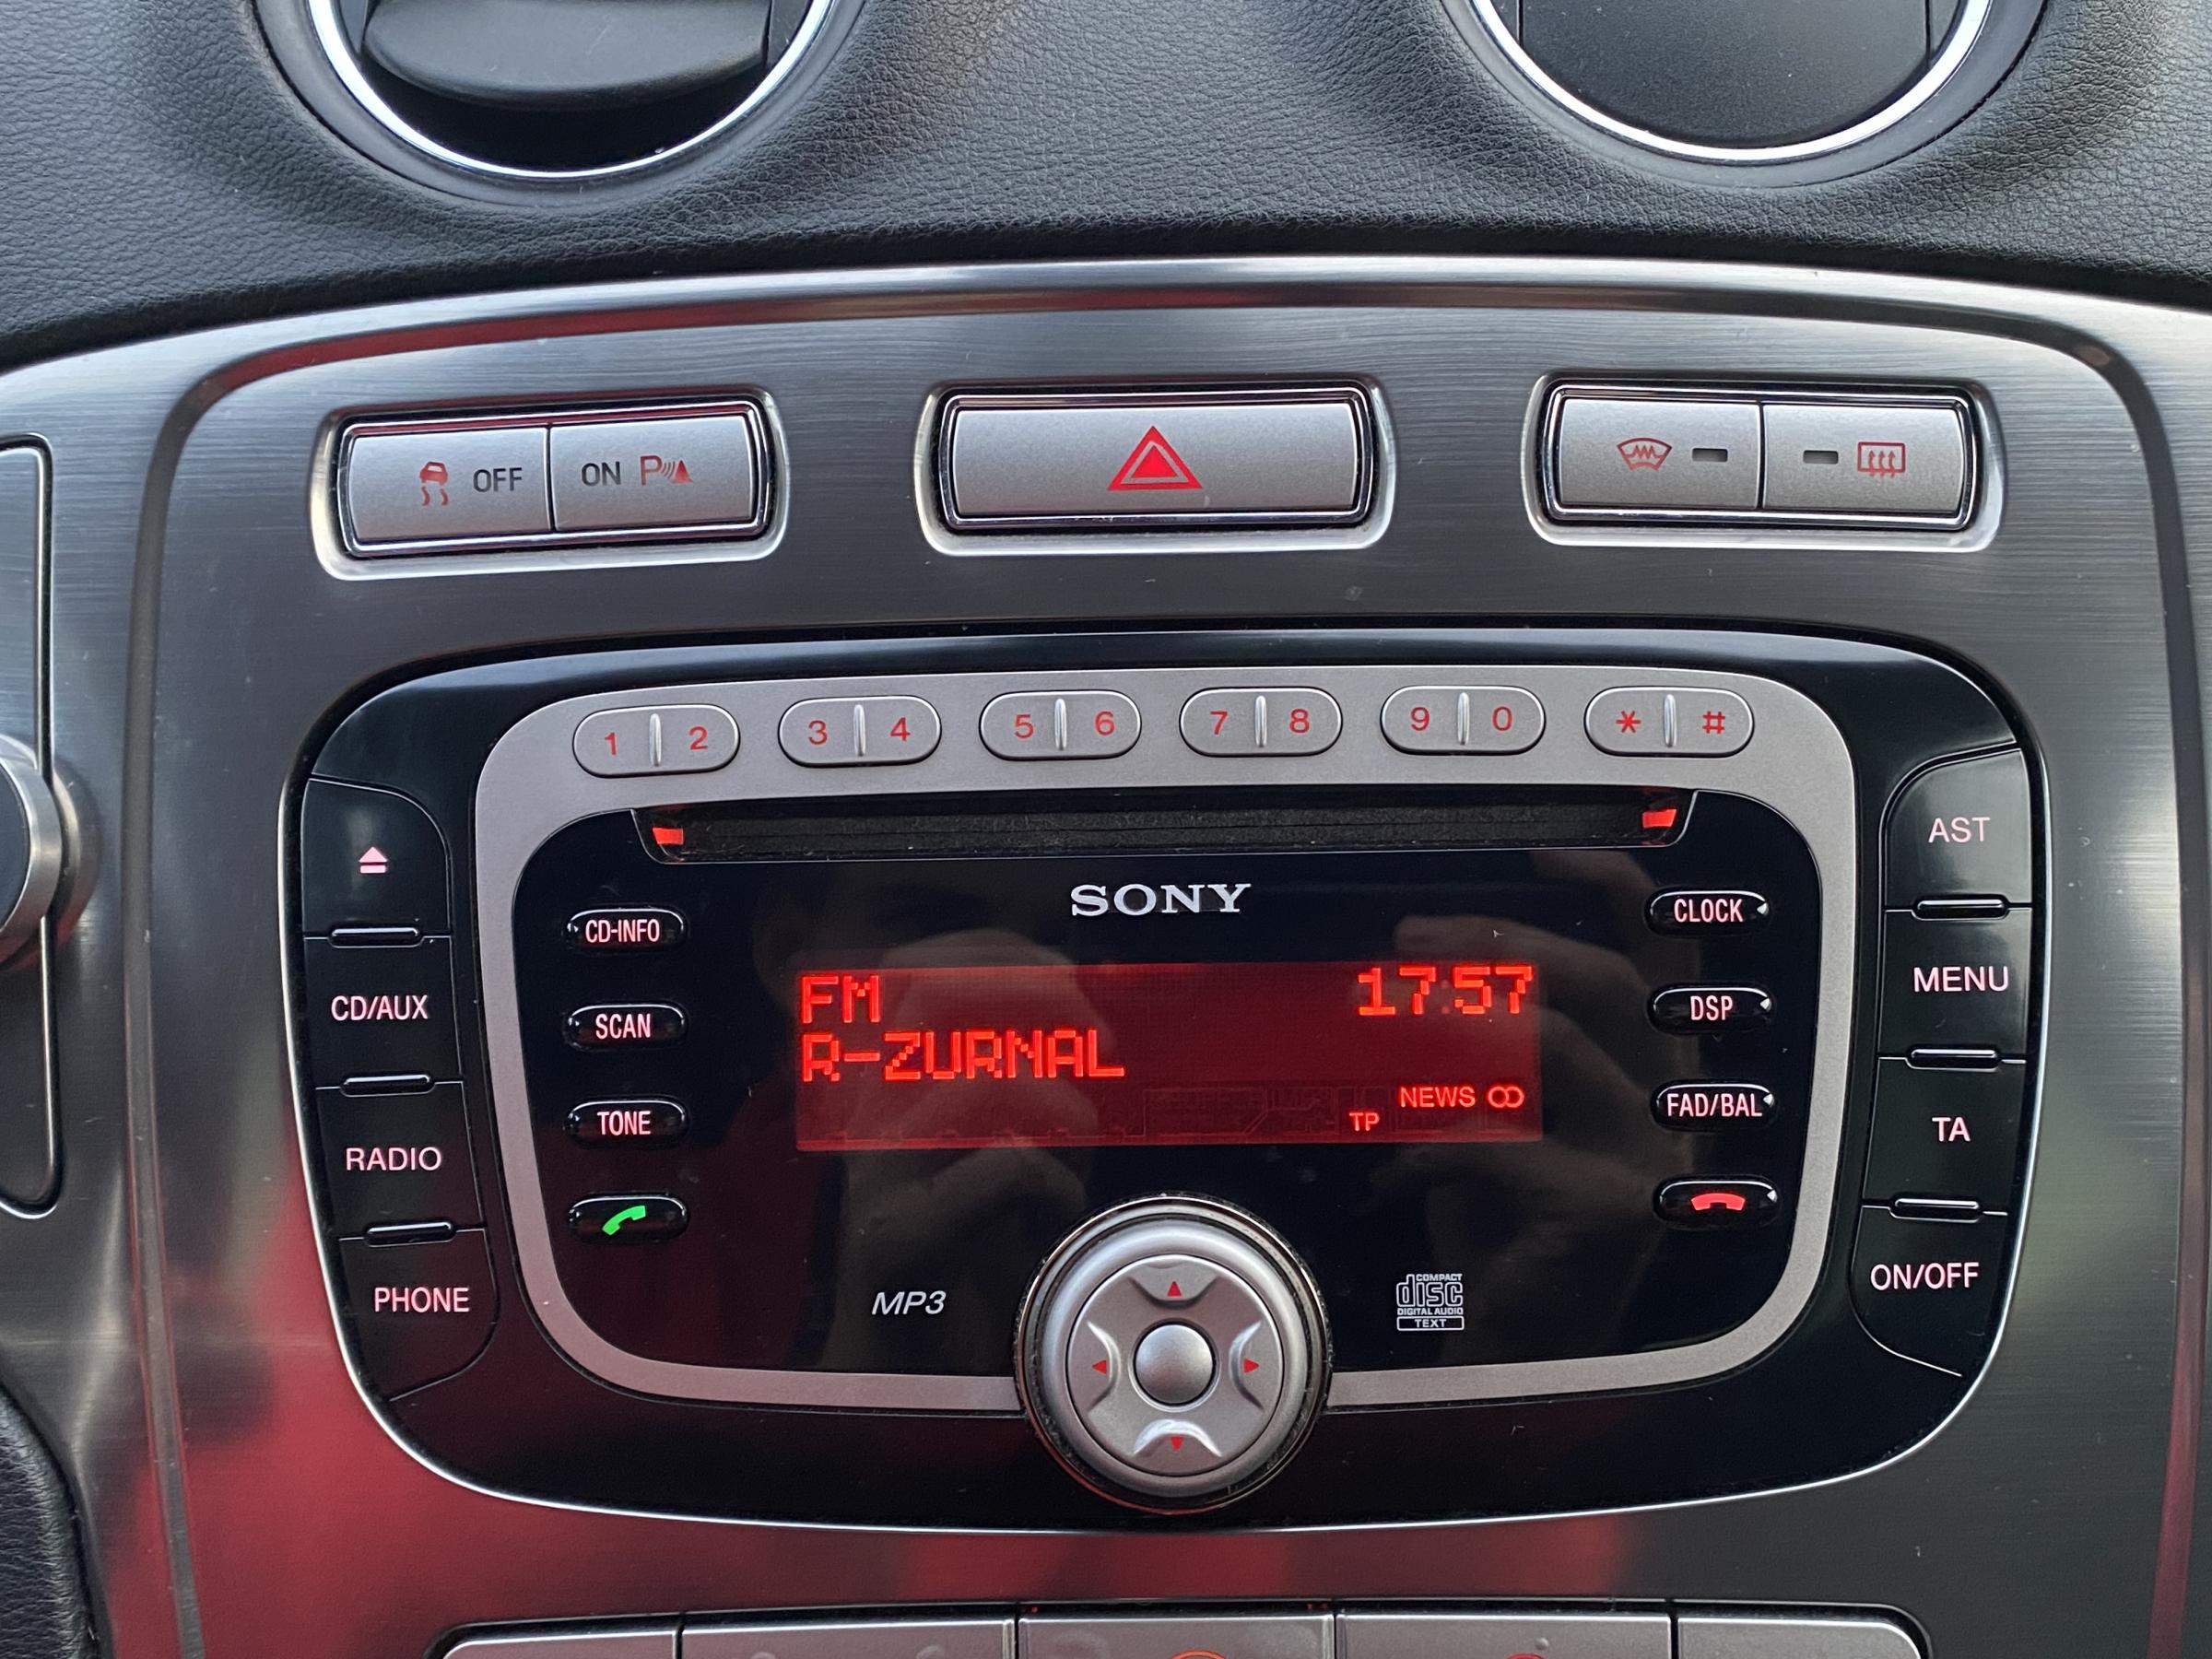 OFF ON P
1 2 3 4 5 6 7 8 9 0 * #
SONY
CD-INFO
SCAN
TONE
CD/AUX
RADIO
PHONE
FM 17:57
R-ZURNAL
NEWS
TP
CLOCK
DSP
FAD/BAL
AST
MENU
TA
ON/OFF
MP3
COMPACT
disc
DIGITAL AUDIO
TEXT